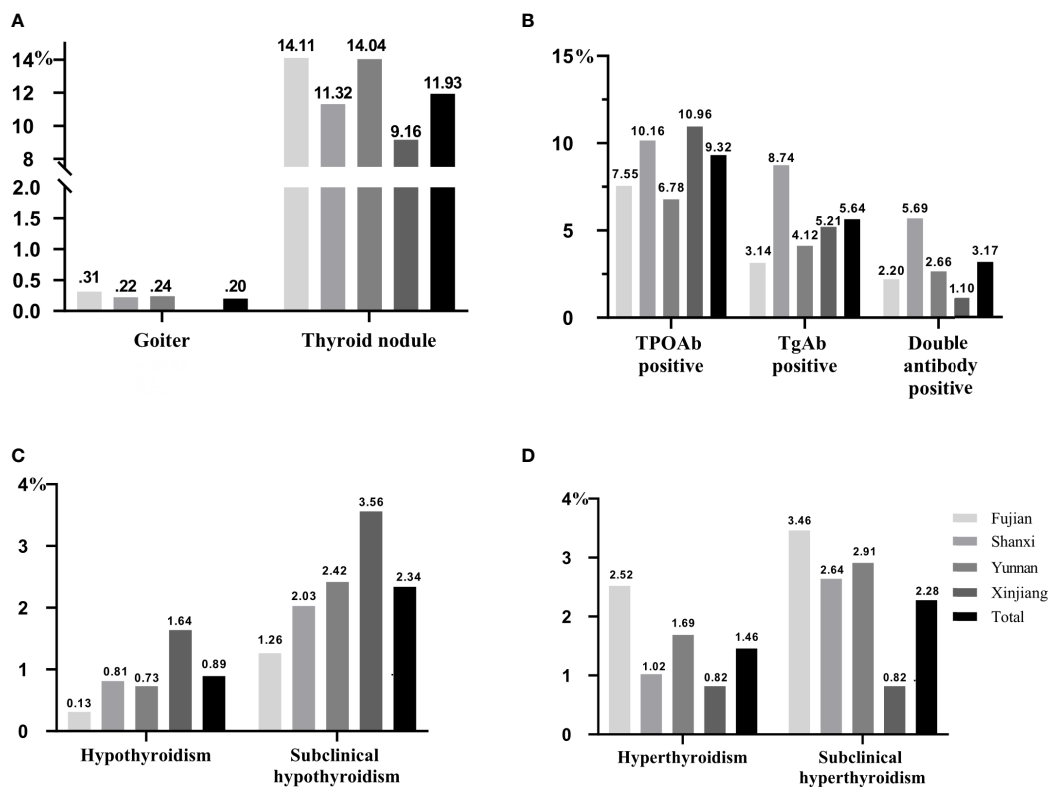 A
14%
12
10
8
2.0
1.5
1.0
0.5
0.0
.31
.22
.24
.20
14.11
11.32
14.04
9.16
11.93
Goiter
Thyroid nodule
B
15%
10
5
0
7.55
10.16
6.78
10.96
9.32
3.14
8.74
4.12
5.21
5.64
2.20
5.69
2.66
1.10
3.17
TPOAb
positive
TgAb
positive
Double
antibody
positive
C
4%
3
2
1
0
0.13
0.81
0.73
1.64
0.89
1.26
2.03
2.42
3.56
2.34
Hypothyroidism
Subclinical
hypothyroidism
D
4%
3
2
1
0
2.52
1.02
1.69
0.82
1.46
3.46
2.64
2.91
0.82
2.28
Hyperthyroidism
Subclinical
hyperthyroidism
Fujian
Shanxi
Yunnan
Xinjiang
Total